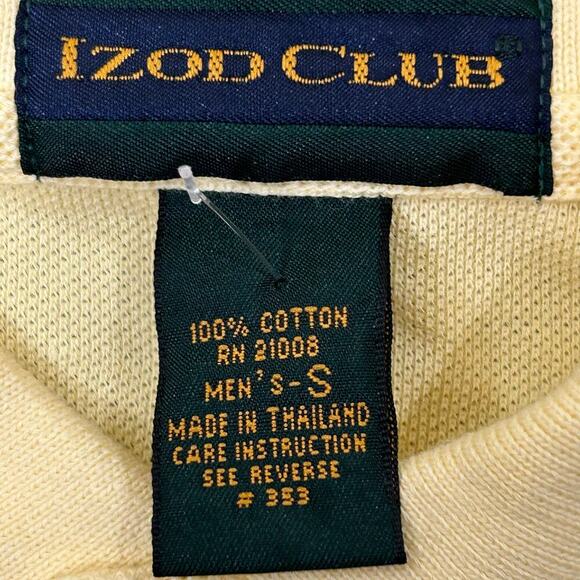 IZOD CLUB
100% COTTON
RN 21008
MEN'S-S
MADE IN THAILAND
CARE INSTRUCTION
SEE REVERSE
# 353